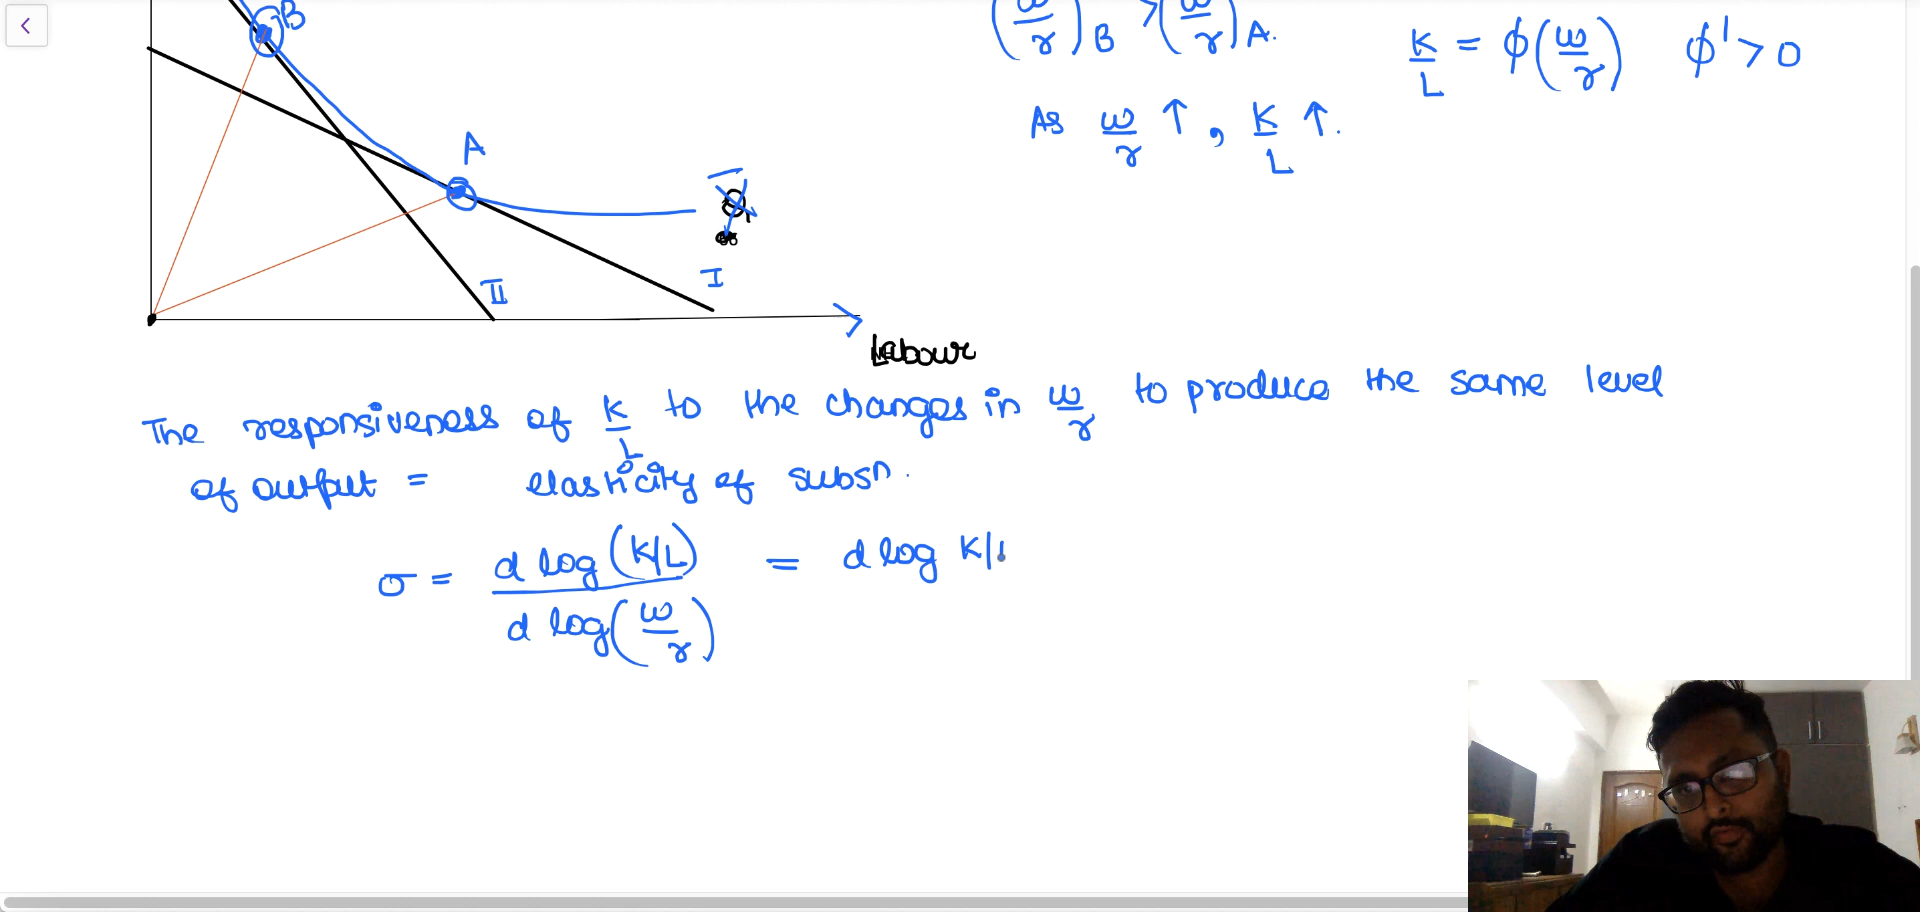 B
(w/r)B > (w/r)A.
K/L = ϕ(w/r) ϕ' > 0
As w/r ↑, K/L ↑.
A
I
II
Labour
The responsiveness of K/L to the changes in w/r to produce the same level
of output = elasticity of subsn.
σ = d log (K/L) / d log (w/r) = d log K/L